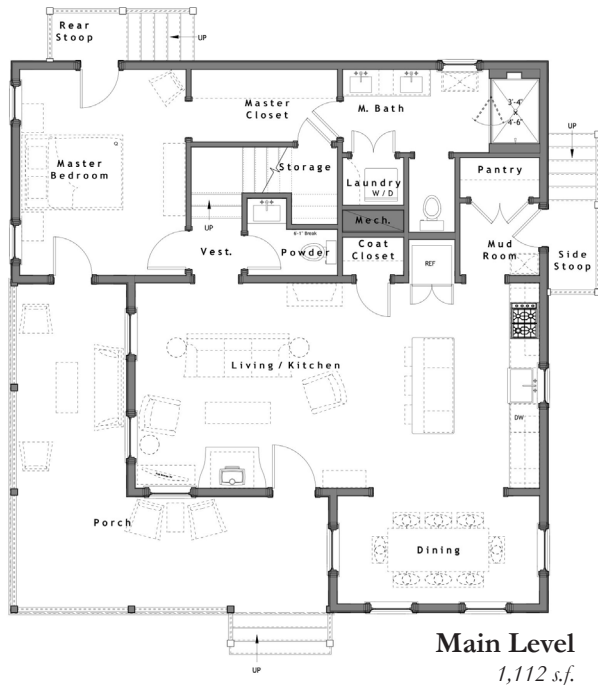 Rear
Stoop
UP
Master
Closet
M. Bath
3'-4"
X
4'-6"
UP
Master
Bedroom
Storage
Laundry
W / D
Pantry
UP
Mech.
6'-1" Break
Vest.
Powder
Coat
Closet
REF
Mud
Room
Side
Stoop
Living / Kitchen
DW
Porch
Dining
UP
Main Level
1,112 s.f.